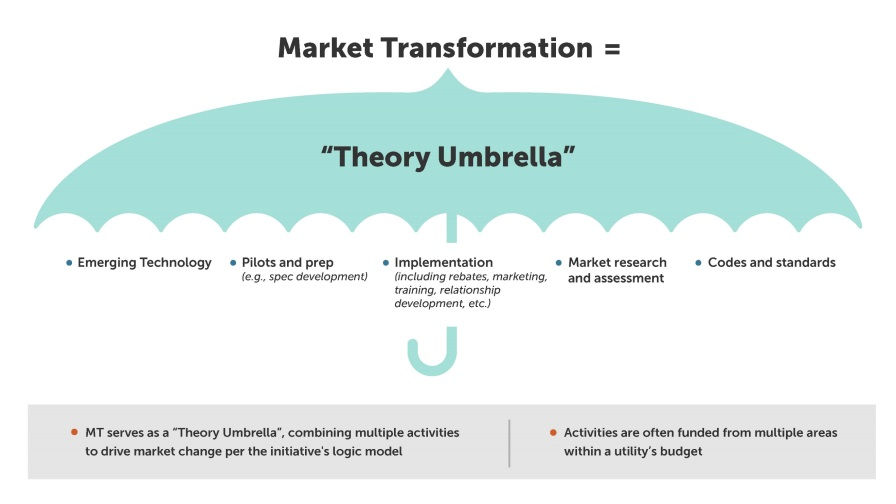 Market Transformation =
“Theory Umbrella”
• Emerging Technology
• Pilots and prep
(e.g., spec development)
• Implementation
(including rebates, marketing,
training, relationship
development, etc.)
• Market research
and assessment
• Codes and standards
• MT serves as a “Theory Umbrella”, combining multiple activities
to drive market change per the initiative's logic model
• Activities are often funded from multiple areas
within a utility’s budget